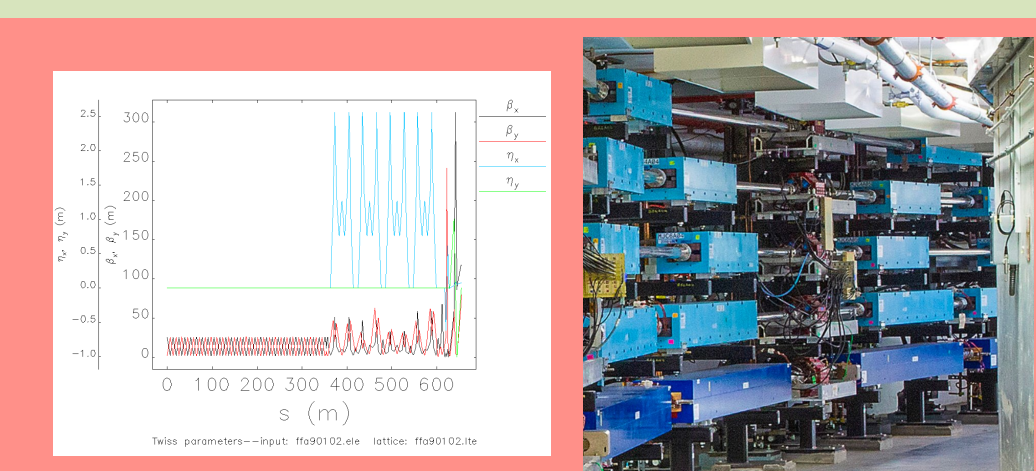 2.5
2.0
1.5
1.0
0.5
0.0
−0.5
−1.0
ηx, ηy (m)
βx, βy (m)
300
250
200
150
100
50
0
0 100 200 300 400 500 600
s (m)
βx
βy
ηx
ηy
Twiss parameters−−input: ffa90102.ele lattice: ffa90102.lte